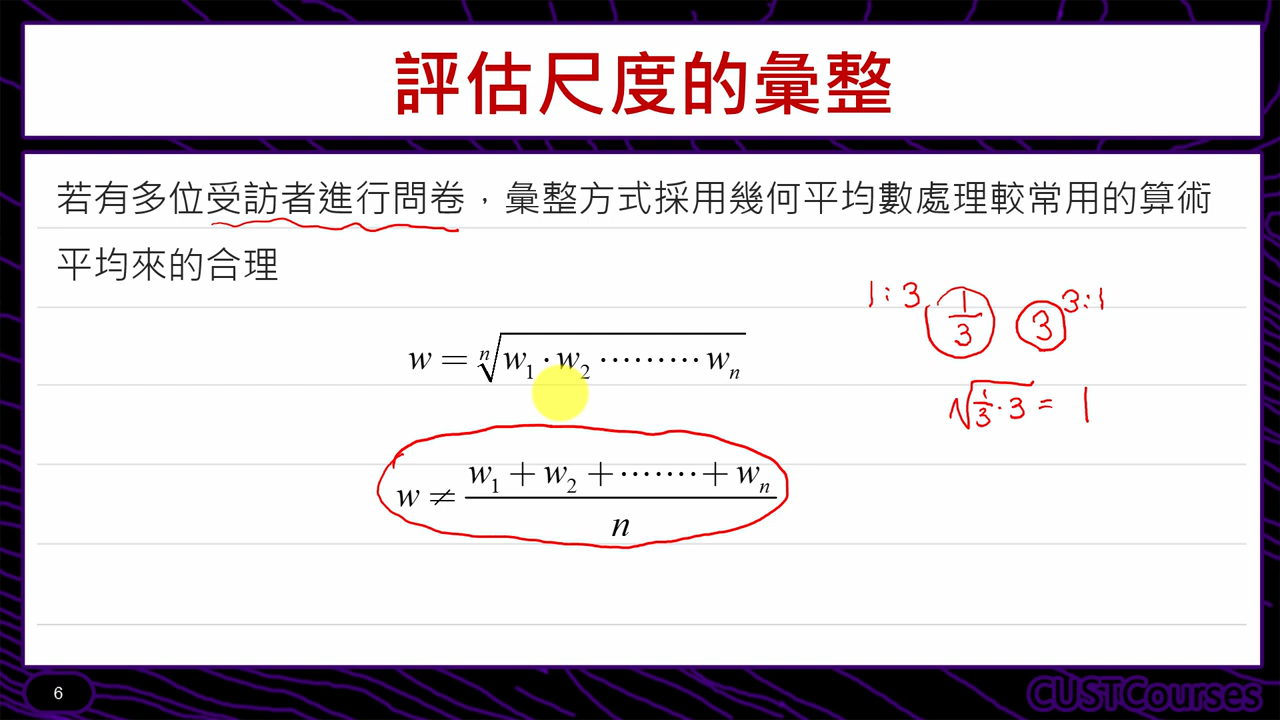 評估尺度的彙整
若有多位受訪者進行問卷，彙整方式採用幾何平均數處理較常用的算術
平均來的合理
1:3 1/3 3 3:1
w = ⁿ√(w₁·w₂·········wₙ)
√(1/3·3) = 1
w ≠ (w₁+w₂+·······+wₙ)/n
6
CUSTCourses